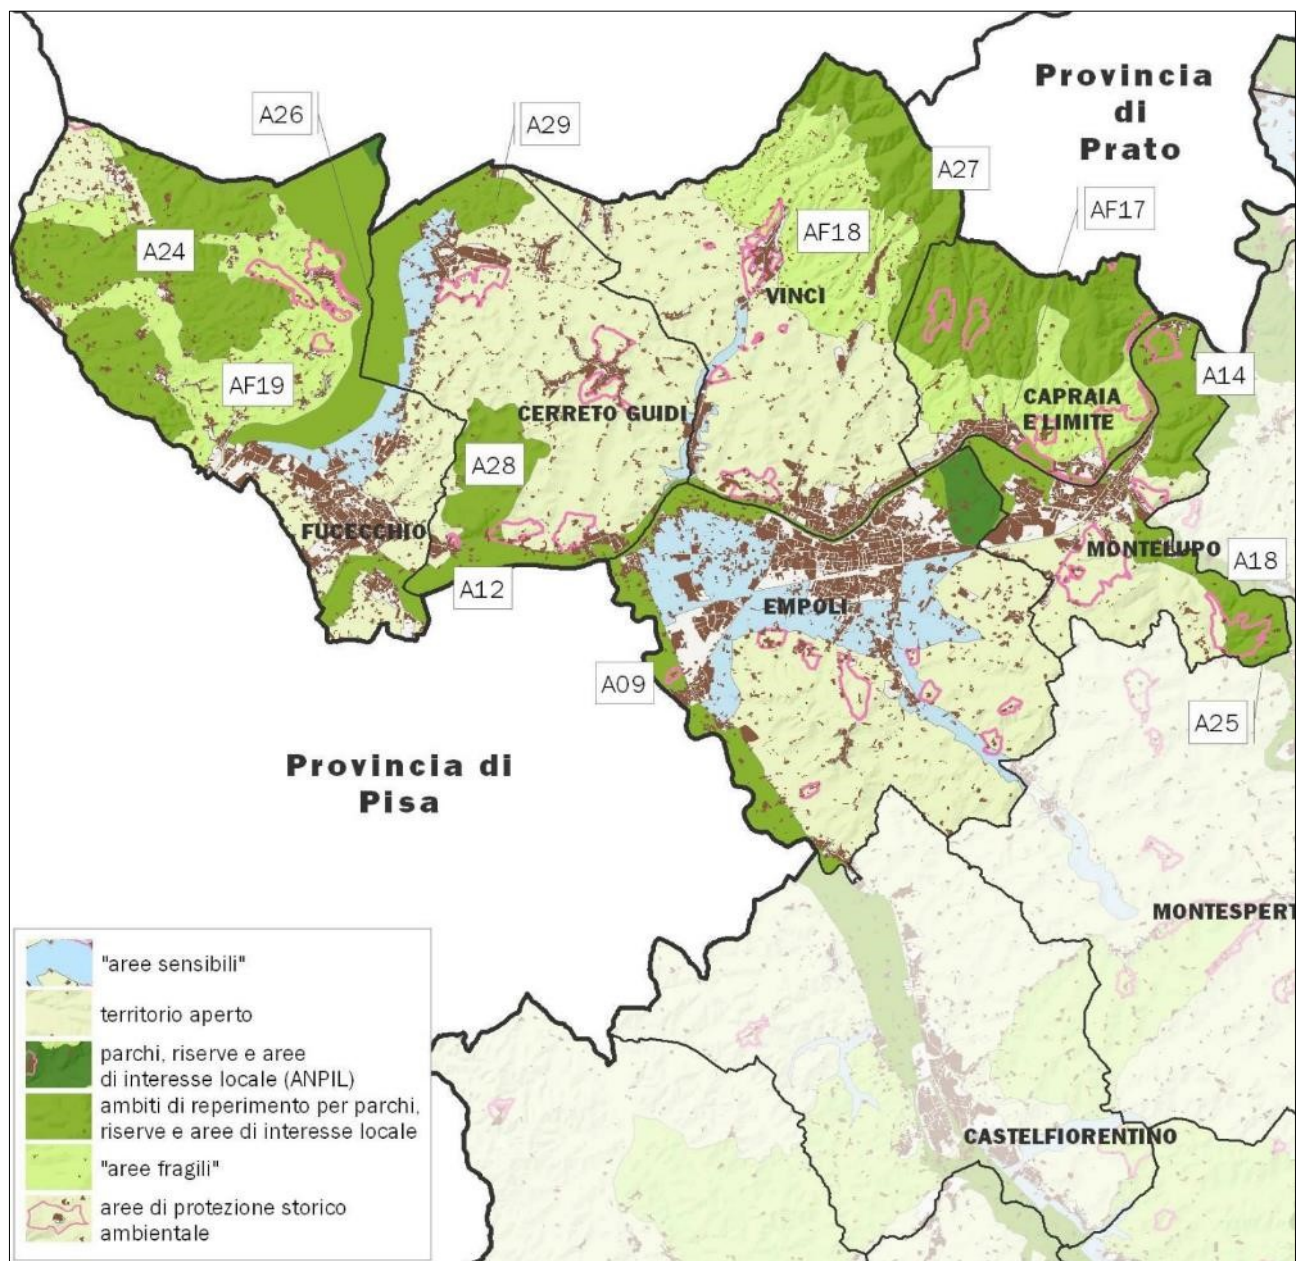 Provincia
di
Prato
A26
A29
A27
AF17
AF18
A24
VINCI
A14
AF19
CAPRAIA
E LIMITE
CERRETO GUIDI
A28
FUCECCHIO
MONTELUPO
A18
A12
EMPOLI
A09
A25
Provincia di
Pisa
MONTESPERT
CASTELFIORENTINO
"aree sensibili"
territorio aperto
parchi, riserve e aree
di interesse locale (ANPIL)
ambiti di reperimento per parchi,
riserve e aree di interesse locale
"aree fragili"
aree di protezione storico
ambientale